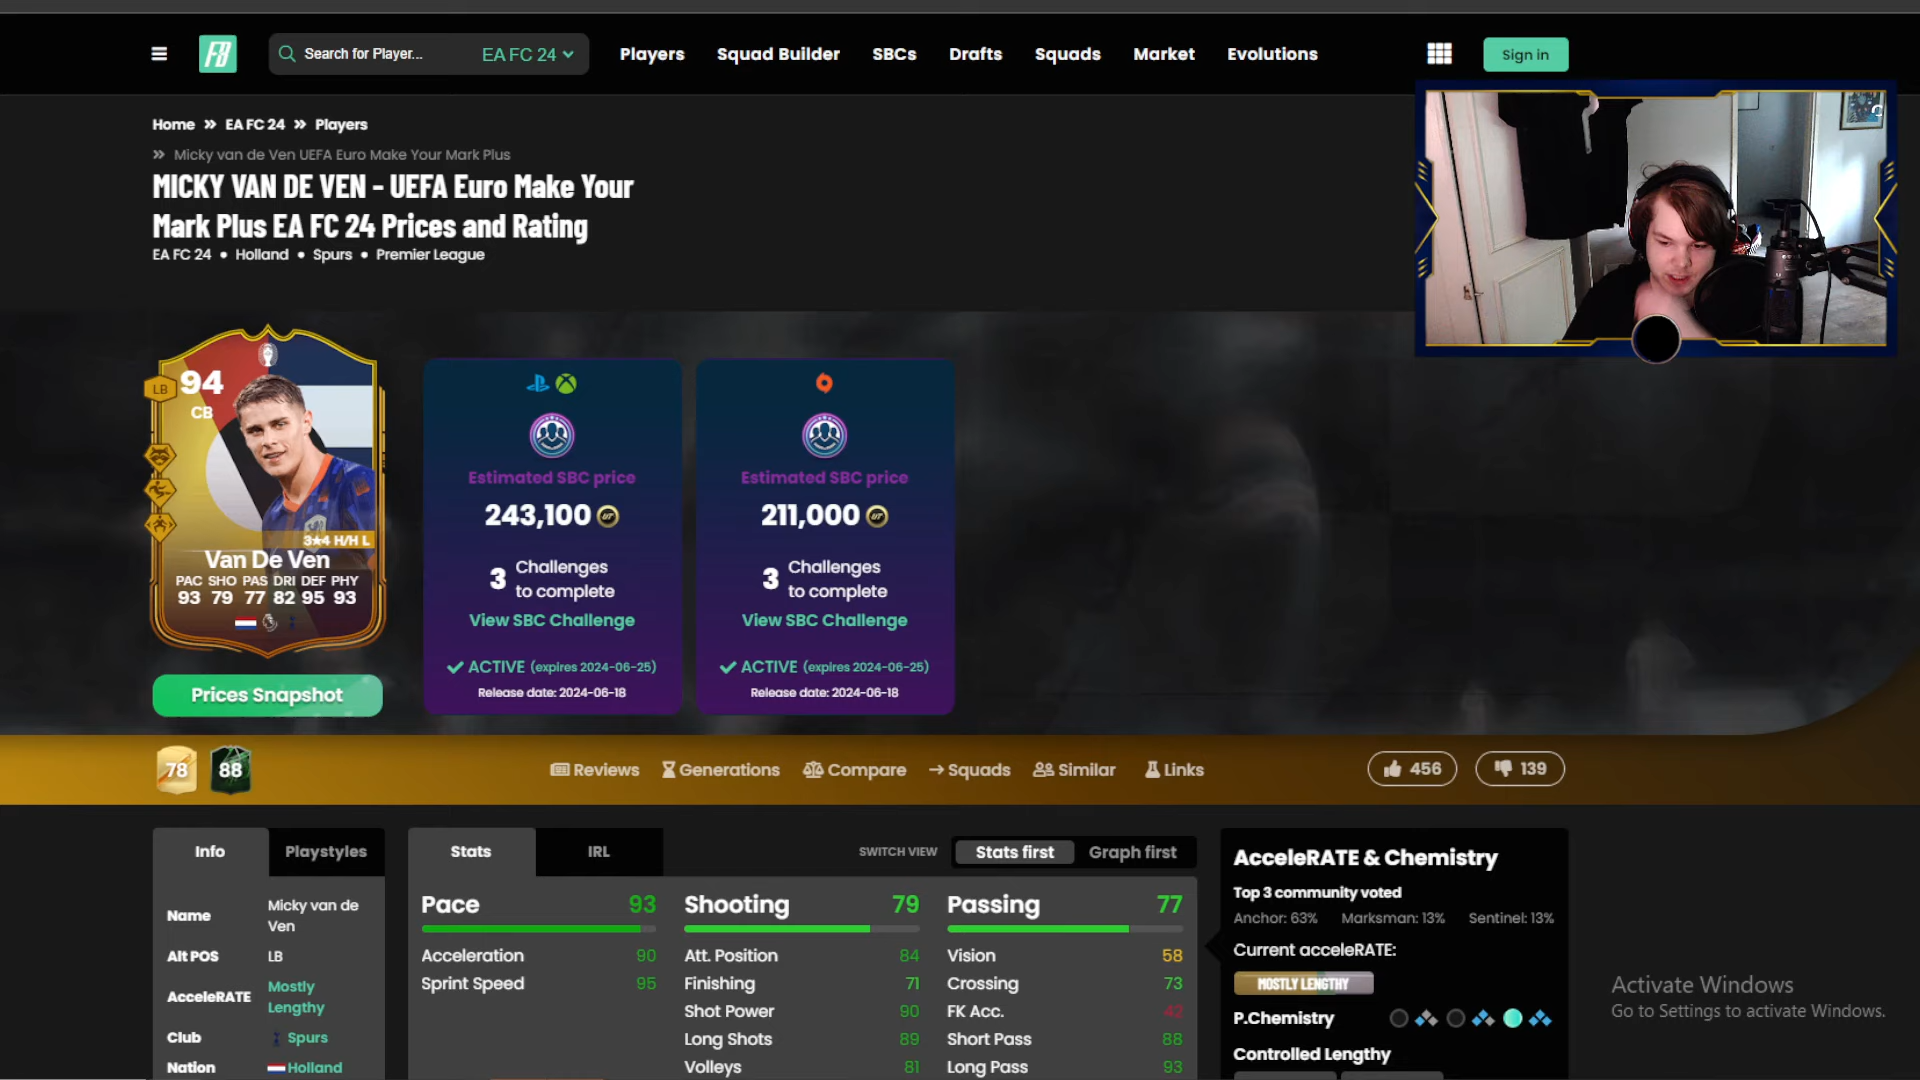 FB
Search for Player...
EA FC 24
Players
Squad Builder
SBCs
Drafts
Squads
Market
Evolutions
Sign in
Home » EA FC 24 » Players
» Micky van de Ven UEFA Euro Make Your Mark Plus
MICKY VAN DE VEN - UEFA Euro Make Your
Mark Plus EA FC 24 Prices and Rating
EA FC 24 • Holland • Spurs • Premier League
LB
94
CB
3★4 H/H L
Van De Ven
PAC SHO PAS DRI DEF PHY
93 79 77 82 95 93
Prices Snapshot
Estimated SBC price
243,100 UT
3 Challenges
to complete
View SBC Challenge
ACTIVE (expires 2024-06-25)
Release date: 2024-06-18
Estimated SBC price
211,000 UT
3 Challenges
to complete
View SBC Challenge
ACTIVE (expires 2024-06-25)
Release date: 2024-06-18
78
88
Reviews
Generations
Compare
Squads
Similar
Links
456
139
Info
Playstyles
Name
Micky van de
Ven
Alt POS
LB
AcceleRATE
Mostly
Lengthy
Club
Spurs
Nation
Holland
Stats
IRL
SWITCH VIEW
Stats first
Graph first
Pace 93
Acceleration 90
Sprint Speed 95
Shooting 79
Att. Position 84
Finishing 71
Shot Power 90
Long Shots 89
Volleys 81
Passing 77
Vision 58
Crossing 73
FK Acc. 42
Short Pass 88
Long Pass 93
AcceleRATE & Chemistry
Top 3 community voted
Anchor: 63% Marksman: 13% Sentinel: 13%
Current acceleRATE:
MOSTLY LENGTHY
P.Chemistry
Controlled Lengthy
Activate Windows
Go to Settings to activate Windows.